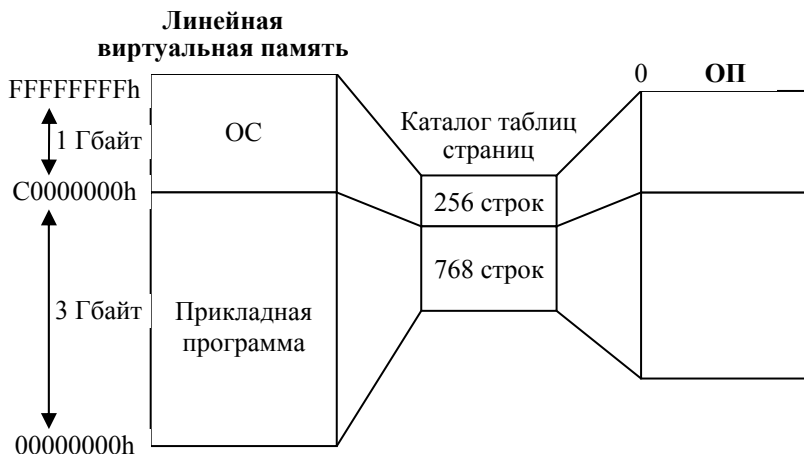 Линейная
виртуальная память
0 ОП
FFFFFFFFh
1 Гбайт
ОС
Каталог таблиц
страниц
C0000000h
256 строк
768 строк
3 Гбайт
Прикладная
программа
00000000h